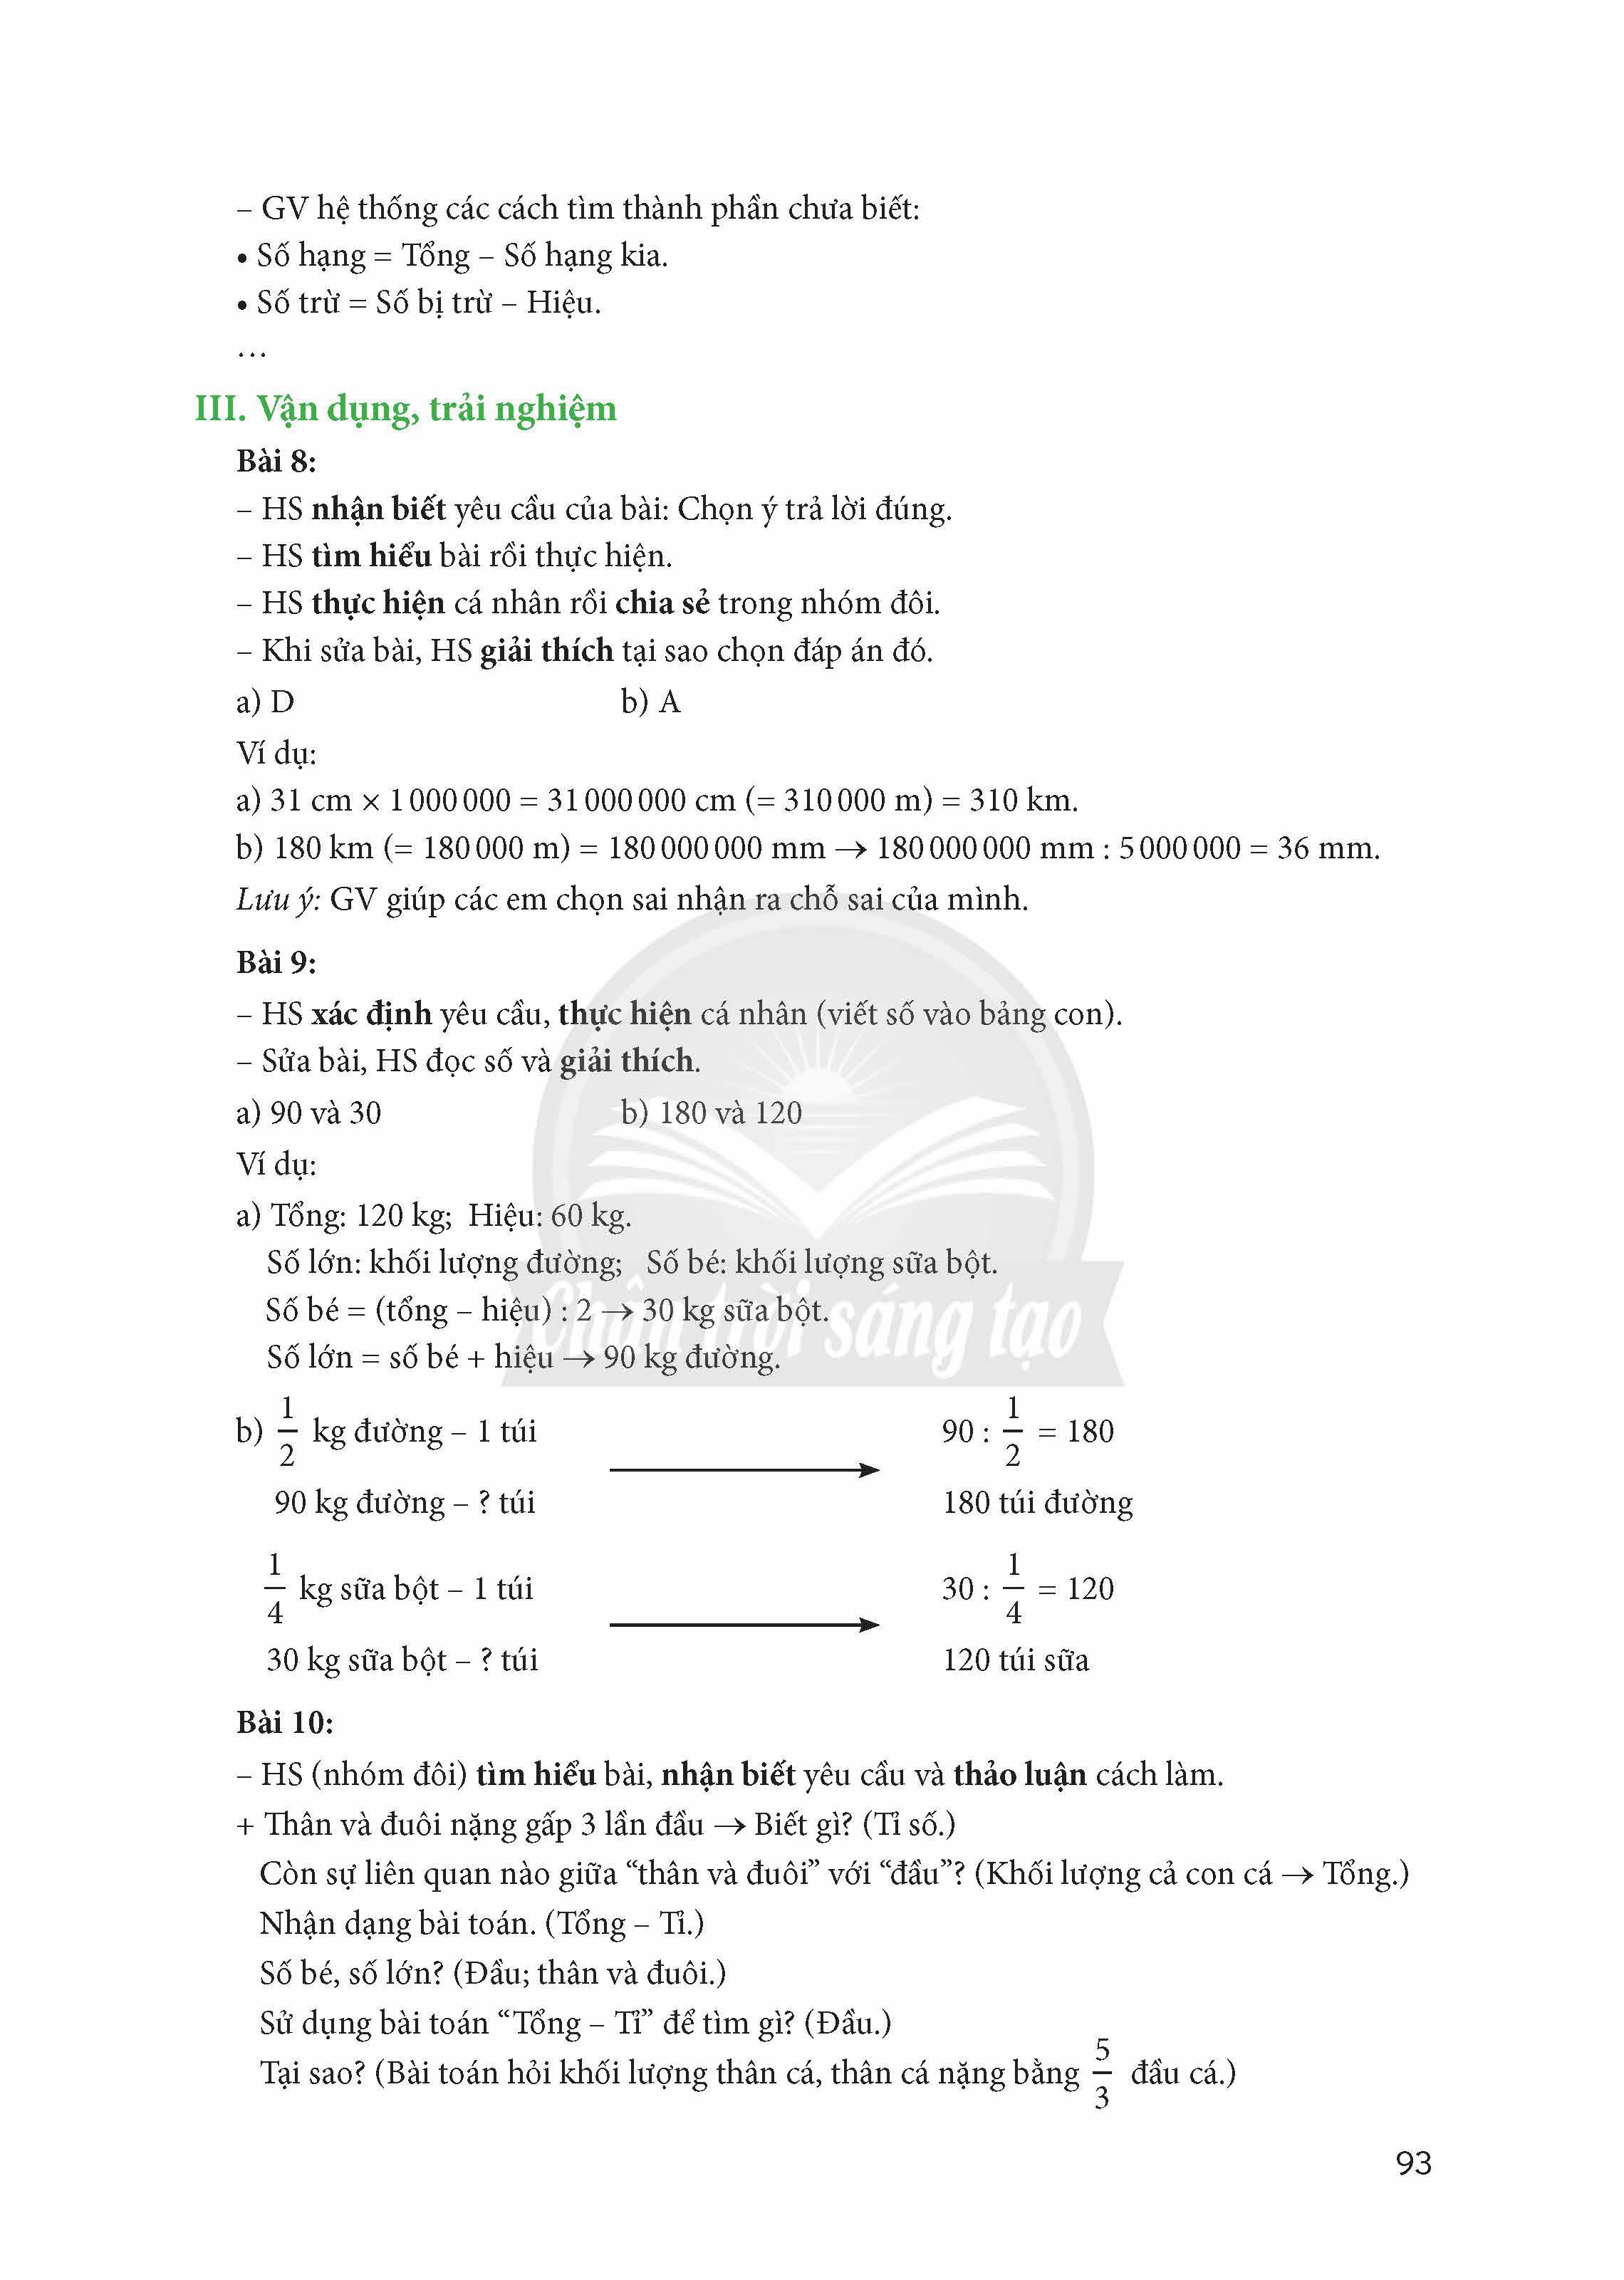 – GV hệ thống các cách tìm thành phần chưa biết:
• Số hạng = Tổng – Số hạng kia.
• Số trừ = Số bị trừ – Hiệu.
…
III. Vận dụng, trải nghiệm
Bài 8:
– HS nhận biết yêu cầu của bài: Chọn ý trả lời đúng.
– HS tìm hiểu bài rồi thực hiện.
– HS thực hiện cá nhân rồi chia sẻ trong nhóm đôi.
– Khi sửa bài, HS giải thích tại sao chọn đáp án đó.
a) D b) A
Ví dụ:
a) 31 cm × 1 000 000 = 31 000 000 cm (= 310 000 m) = 310 km.
b) 180 km (= 180 000 m) = 180 000 000 mm → 180 000 000 mm : 5 000 000 = 36 mm.
Lưu ý: GV giúp các em chọn sai nhận ra chỗ sai của mình.
Bài 9:
– HS xác định yêu cầu, thực hiện cá nhân (viết số vào bảng con).
– Sửa bài, HS đọc số và giải thích.
a) 90 và 30 b) 180 và 120
Ví dụ:
a) Tổng: 120 kg; Hiệu: 60 kg.
Số lớn: khối lượng đường; Số bé: khối lượng sữa bột.
Số bé = (tổng – hiệu) : 2 → 30 kg sữa bột.
Chân trời sáng tạo
Số lớn = số bé + hiệu → 90 kg đường.
b) 1/2 kg đường – 1 túi 90 : 1/2 = 180
90 kg đường – ? túi 180 túi đường
1/4 kg sữa bột – 1 túi 30 : 1/4 = 120
30 kg sữa bột – ? túi 120 túi sữa
Bài 10:
– HS (nhóm đôi) tìm hiểu bài, nhận biết yêu cầu và thảo luận cách làm.
+ Thân và đuôi nặng gấp 3 lần đầu → Biết gì? (Tỉ số.)
Còn sự liên quan nào giữa “thân và đuôi” với “đầu”? (Khối lượng cả con cá → Tổng.)
Nhận dạng bài toán. (Tổng – Tỉ.)
Số bé, số lớn? (Đầu; thân và đuôi.)
Sử dụng bài toán “Tổng – Tỉ” để tìm gì? (Đầu.)
Tại sao? (Bài toán hỏi khối lượng thân cá, thân cá nặng bằng 5/3 đầu cá.)
93